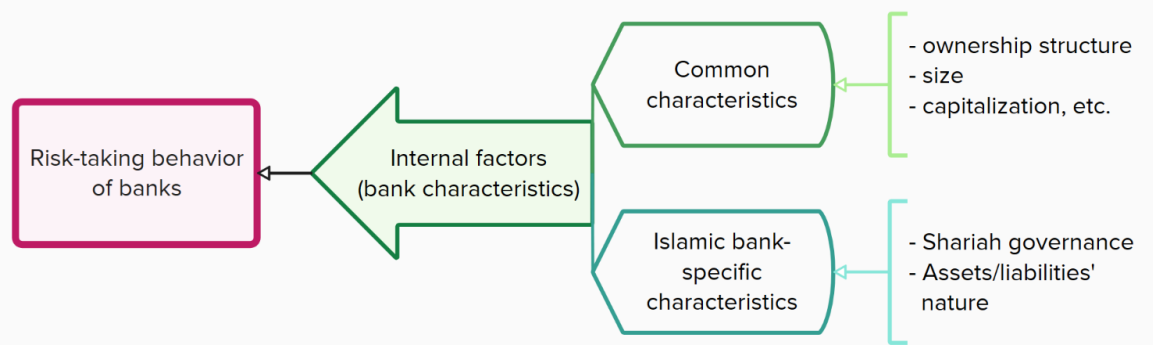 Risk-taking behavior
of banks
Internal factors
(bank characteristics)
Common
characteristics
- ownership structure
- size
- capitalization, etc.
Islamic bank-
specific
characteristics
- Shariah governance
- Assets/liabilities'
nature